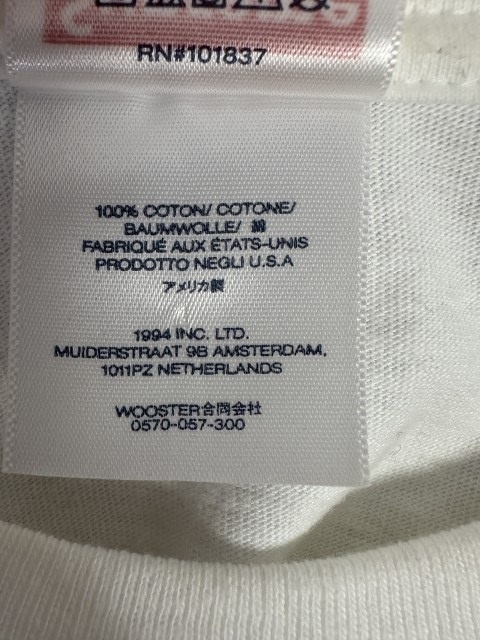 RN#101837
100% COTON/ COTONE/
BAUMWOLLE/ 綿
FABRIQUÉ AUX ÉTATS-UNIS
PRODOTTO NEGLI U.S.A
アメリカ製
1994 INC. LTD.
MUIDERSTRAAT 9B AMSTERDAM,
1011PZ NETHERLANDS
WOOSTER合同会社
0570-057-300